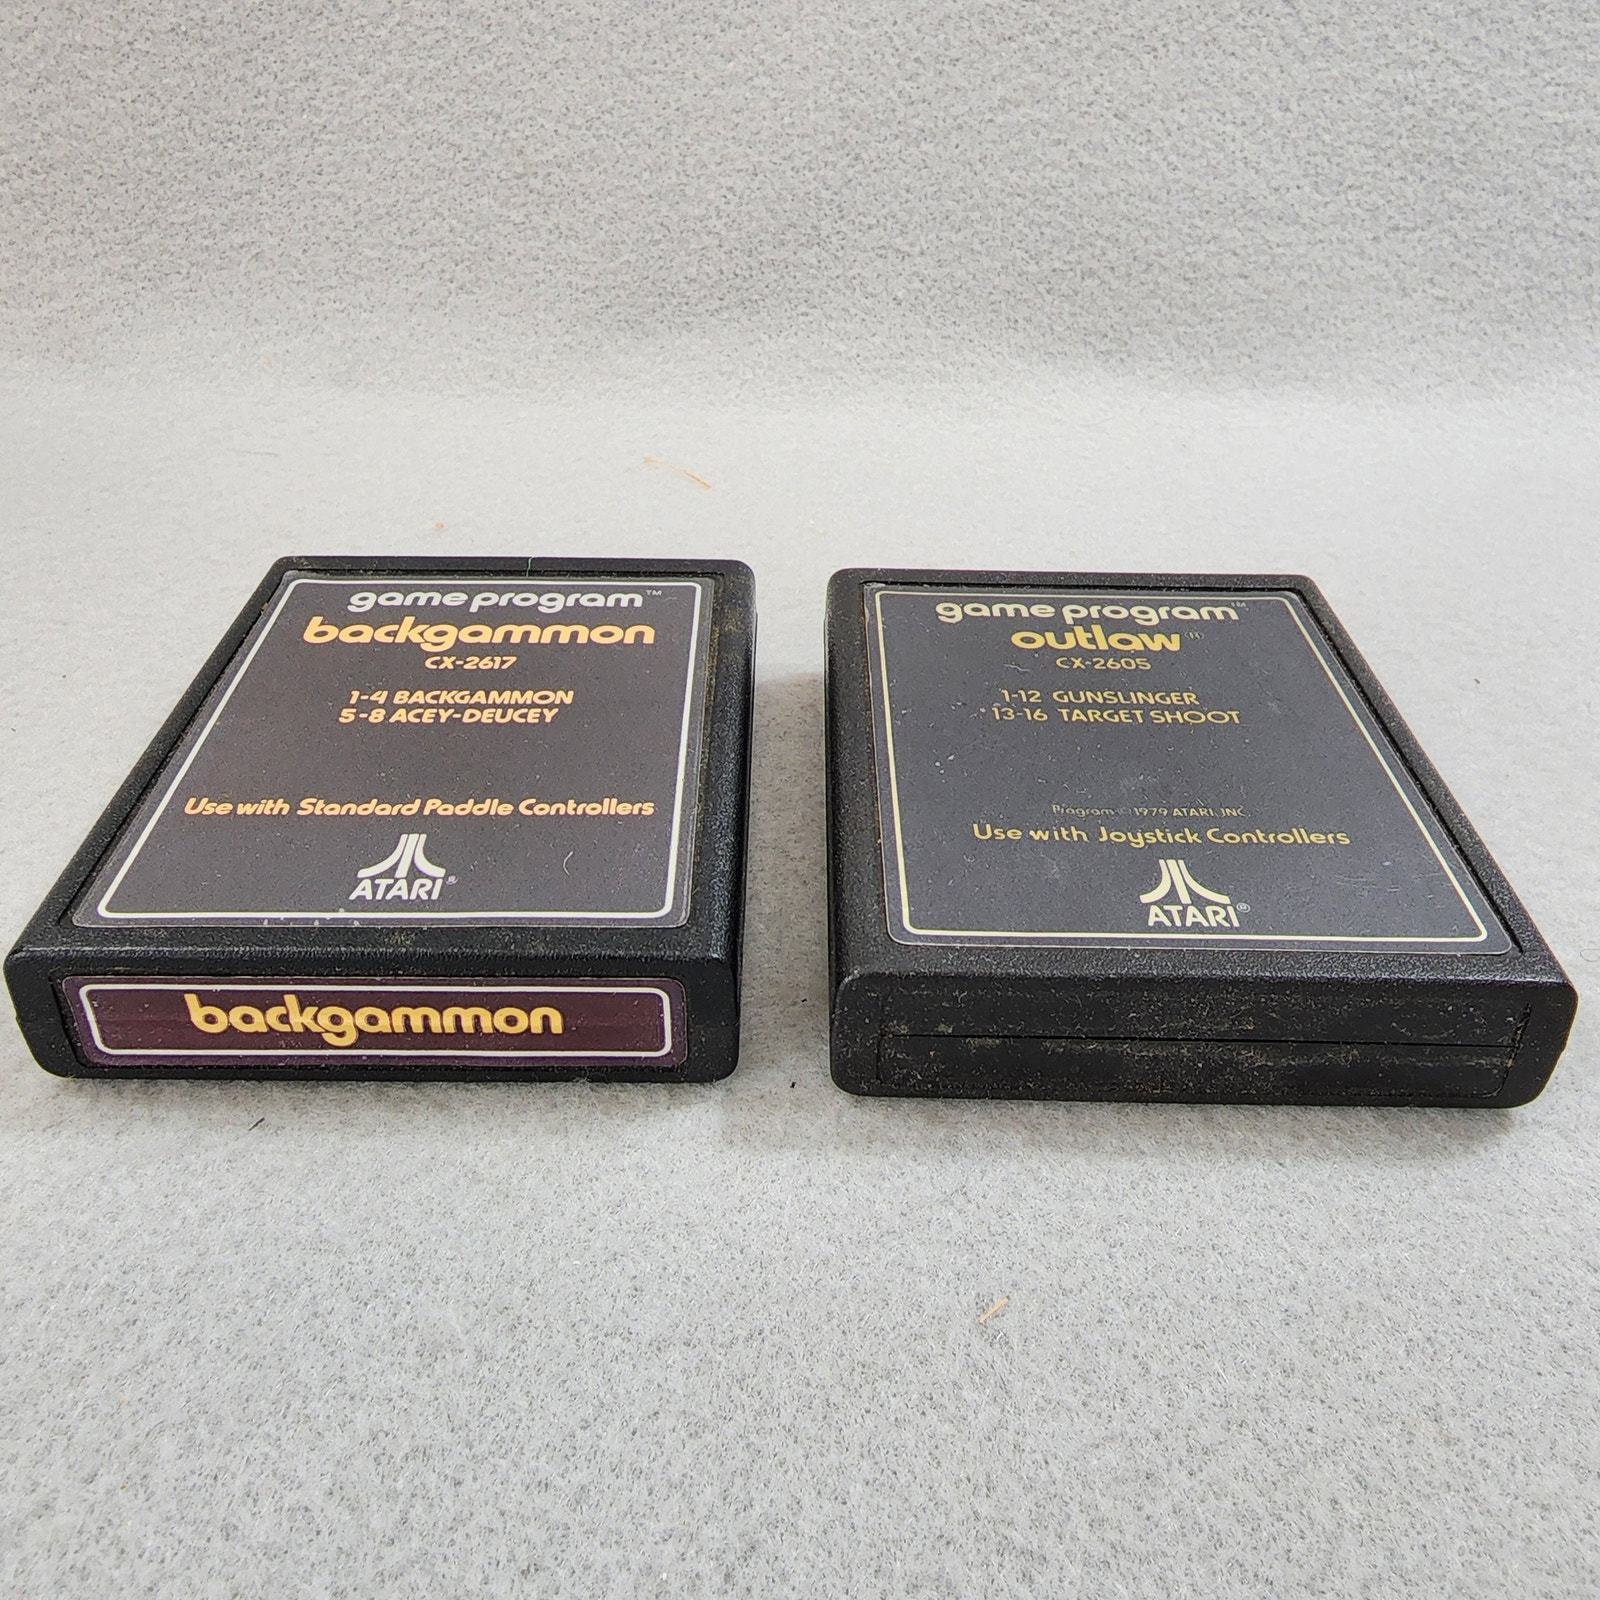 game program™
backgammon
CX-2617
1-4 BACKGAMMON
5-8 ACEY-DEUCEY
Use with Standard Paddle Controllers
ATARI®
backgammon
game program™
outlaw®
CX-2605
1-12 GUNSLINGER
13-16 TARGET SHOOT
Program © 1979 ATARI, INC.
Use with Joystick Controllers
ATARI®